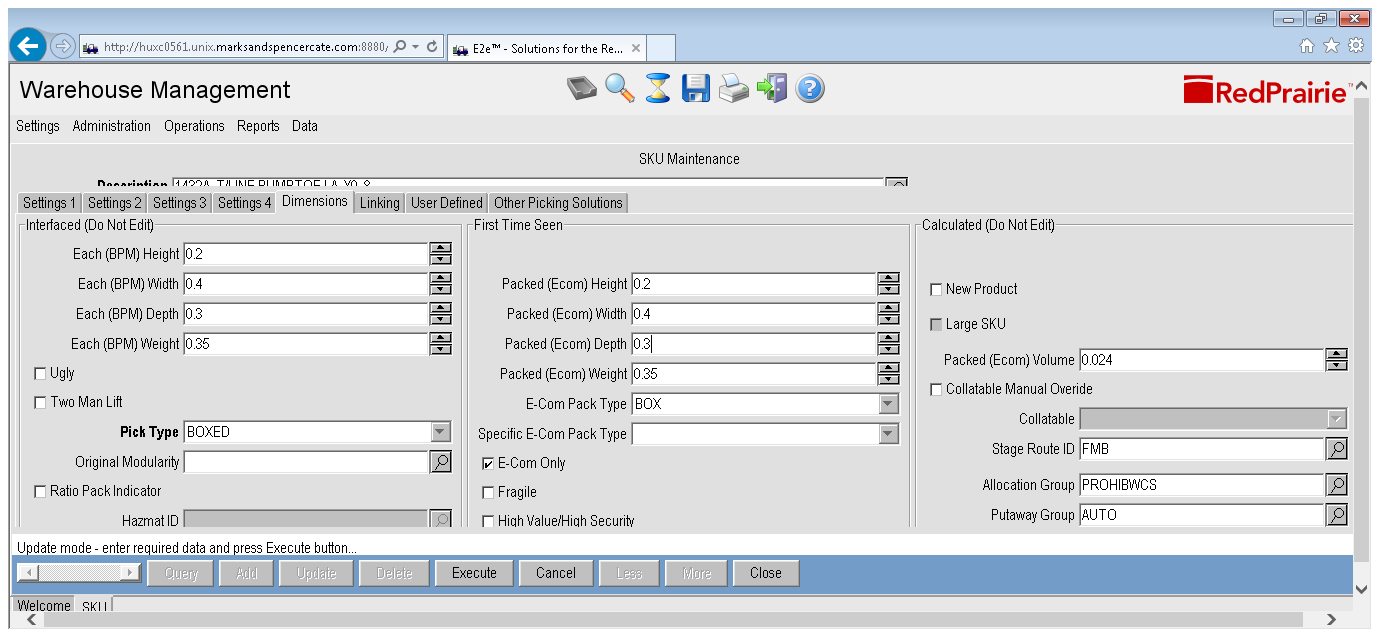 http://huxc0561.unix.marksandspencercate.com:8880,
E2e™ - Solutions for the Re...
Warehouse Management
RedPrairie™
Settings Administration Operations Reports Data
SKU Maintenance
Description
Settings 1 Settings 2 Settings 3 Settings 4 Dimensions Linking User Defined Other Picking Solutions
Interfaced (Do Not Edit)
Each (BPM) Height 0.2
Each (BPM) Width 0.4
Each (BPM) Depth 0.3
Each (BPM) Weight 0.35
Ugly
Two Man Lift
Pick Type BOXED
Original Modularity
Ratio Pack Indicator
Hazmat ID
First Time Seen
Packed (Ecom) Height 0.2
Packed (Ecom) Width 0.4
Packed (Ecom) Depth 0.3
Packed (Ecom) Weight 0.35
E-Com Pack Type BOX
Specific E-Com Pack Type
E-Com Only
Fragile
High Value/High Security
Calculated (Do Not Edit)
New Product
Large SKU
Packed (Ecom) Volume 0.024
Collatable Manual Overide
Collatable
Stage Route ID FMB
Allocation Group PROHIBWCS
Putaway Group AUTO
Update mode - enter required data and press Execute button...
Query Add Update Delete Execute Cancel Less More Close
Welcome SKU